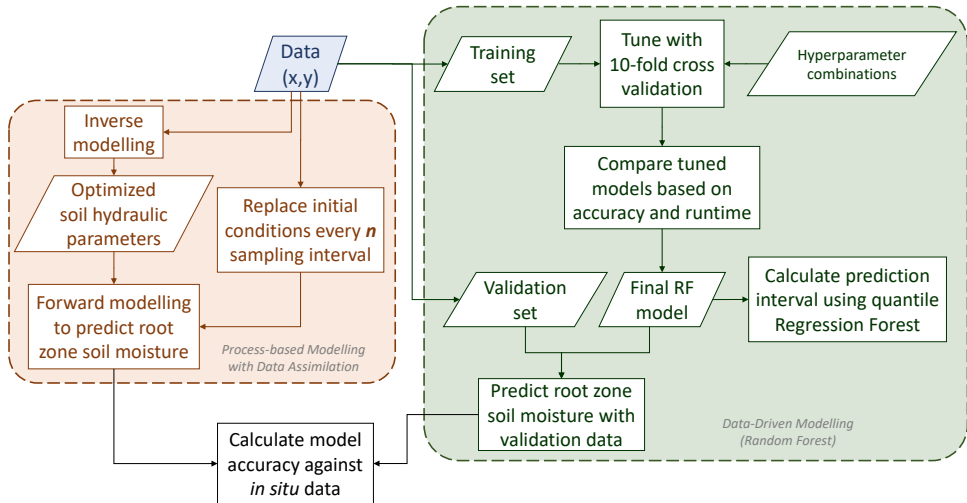 Data
(x,y)
Training
set
Tune with
10-fold cross
validation
Hyperparameter
combinations
Inverse
modelling
Optimized
soil hydraulic
parameters
Replace initial
conditions every n
sampling interval
Forward modelling
to predict root
zone soil moisture
Process-based Modelling
with Data Assimilation
Compare tuned
models based on
accuracy and runtime
Validation
set
Final RF
model
Calculate prediction
interval using quantile
Regression Forest
Predict root zone
soil moisture with
validation data
Data-Driven Modelling
(Random Forest)
Calculate model
accuracy against
in situ data